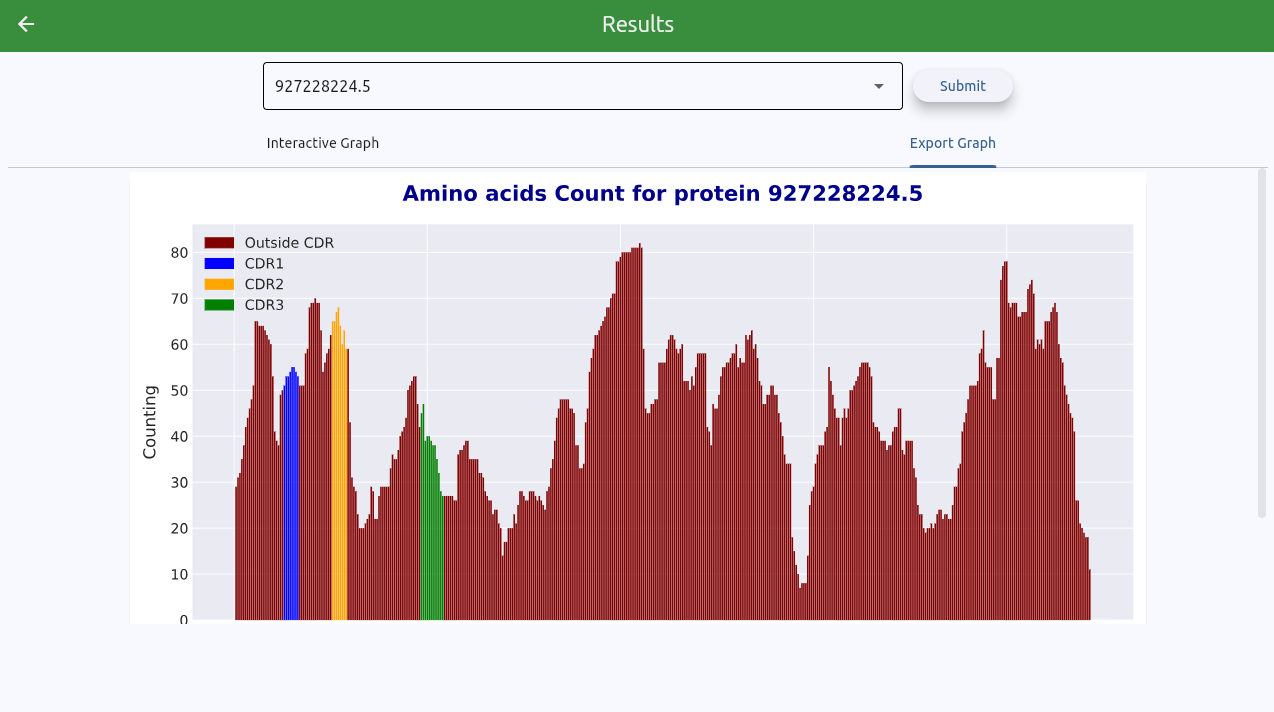 Results
927228224.5
Submit
Interactive Graph
Export Graph
Amino acids Count for protein 927228224.5
Outside CDR
CDR1
CDR2
CDR3
Counting
80
70
60
50
40
30
20
10
0